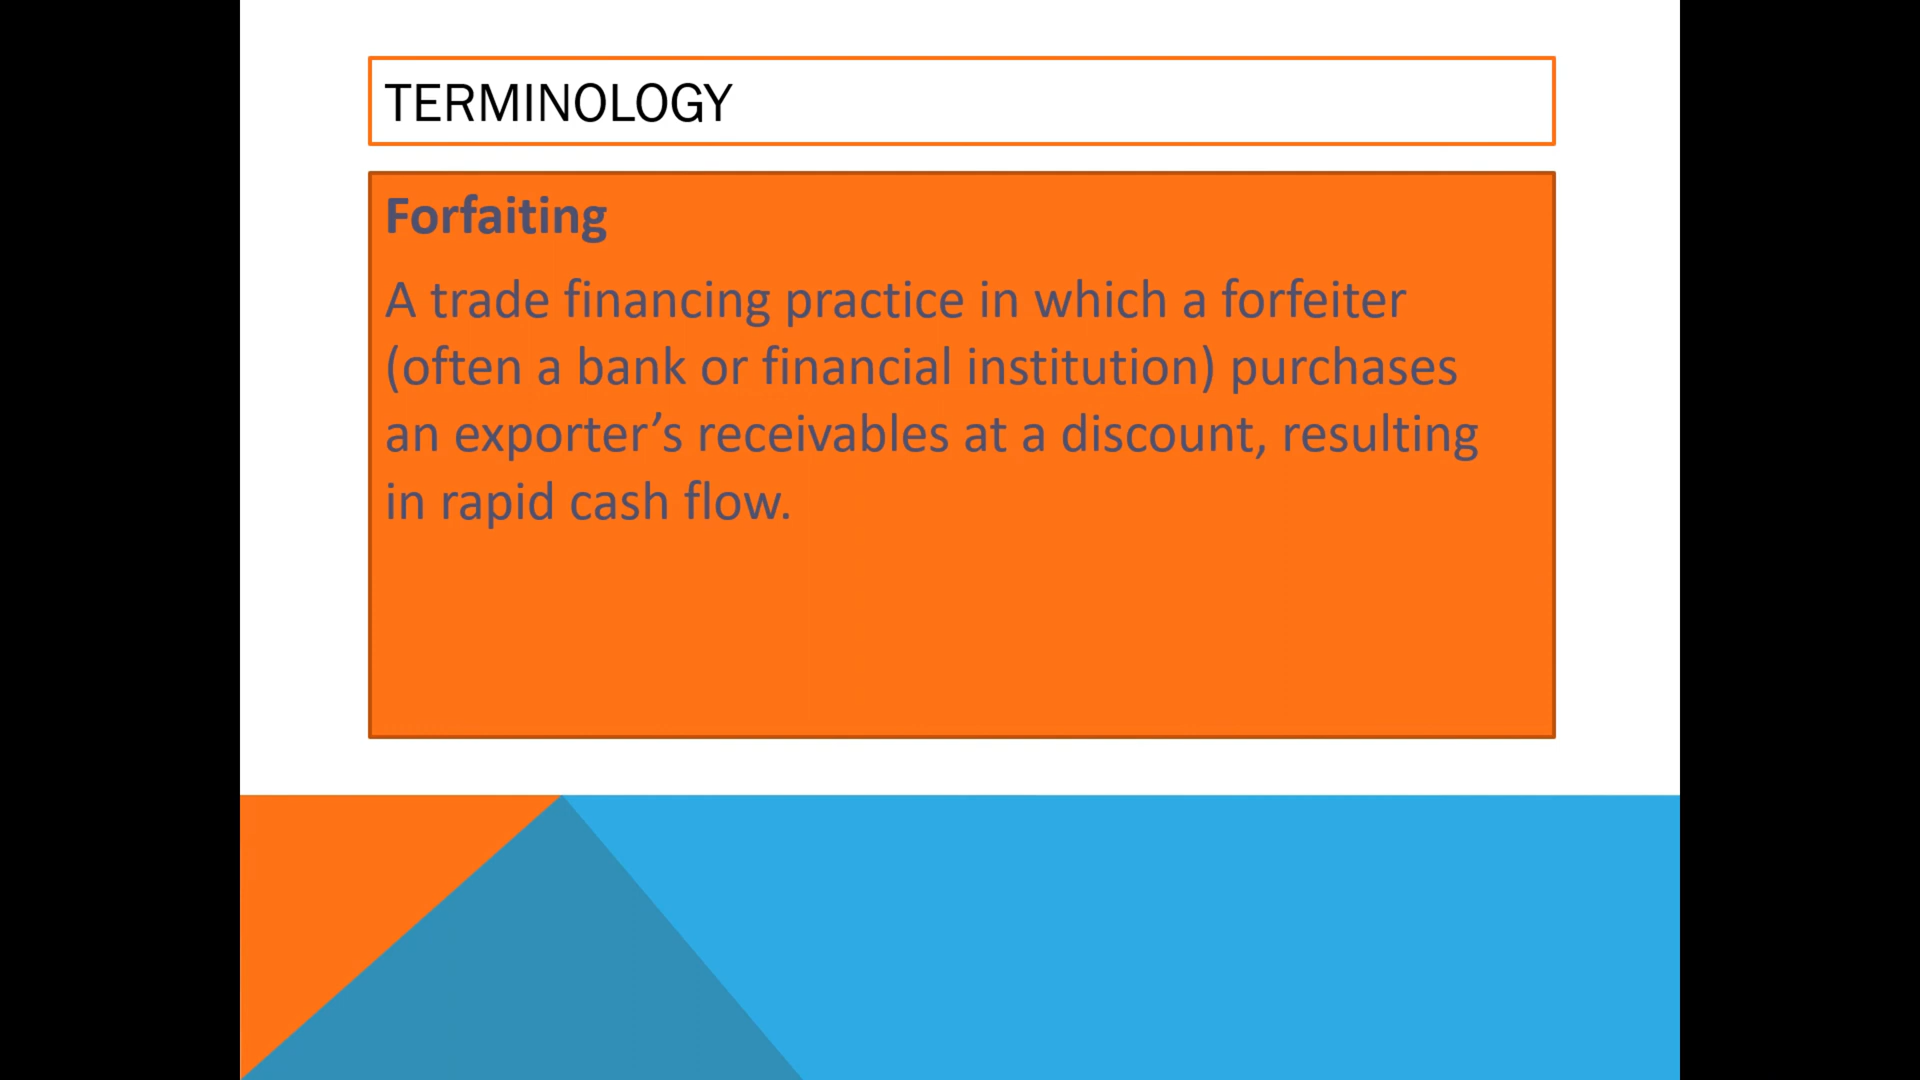 TERMINOLOGY
Forfaiting
A trade financing practice in which a forfeiter
(often a bank or financial institution) purchases
an exporter’s receivables at a discount, resulting
in rapid cash flow.